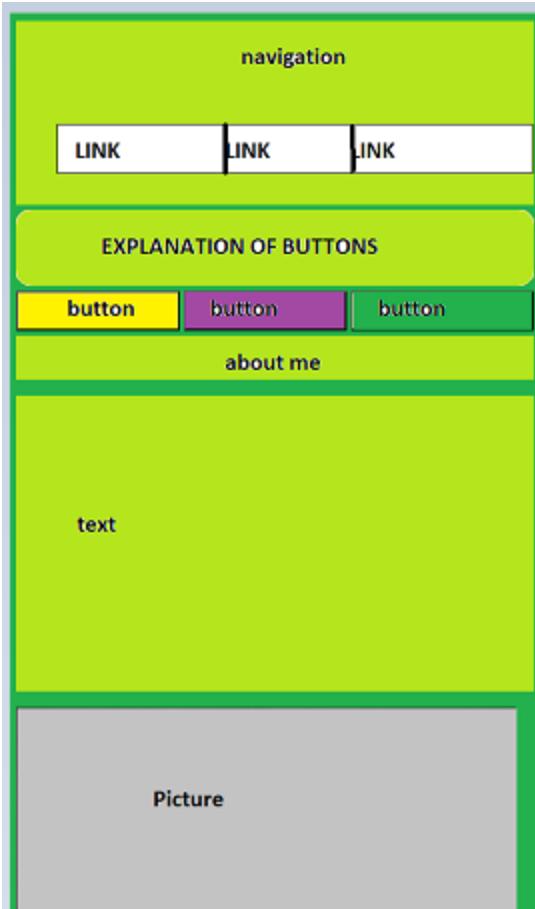 navigation
LINK LINK LINK
EXPLANATION OF BUTTONS
button button button
about me
text
Picture